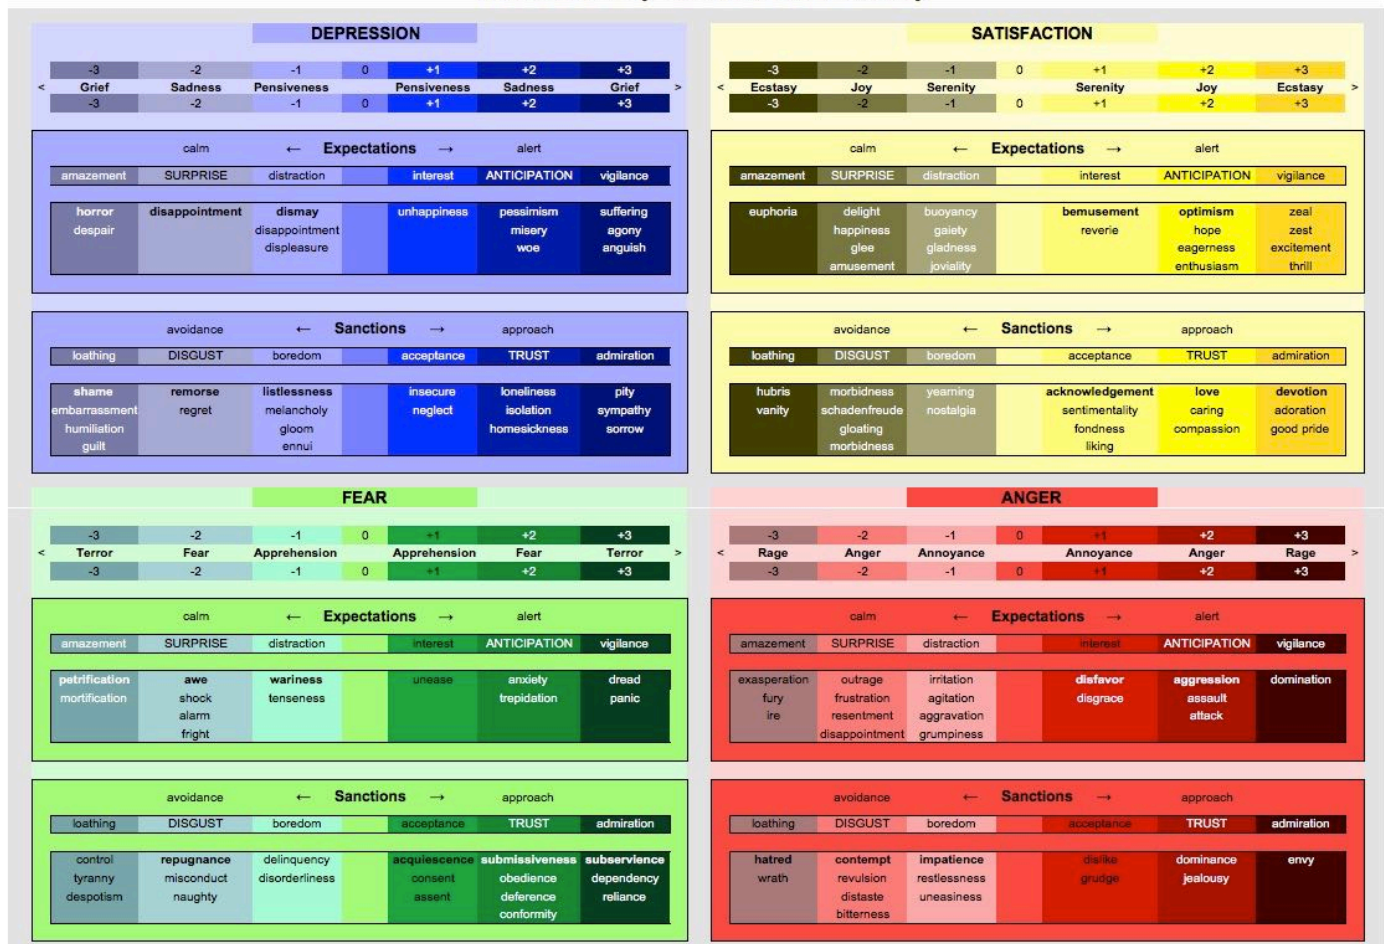 DEPRESSION
-3 -2 -1 0 +1 +2 +3
< Grief Sadness Pensiveness Pensiveness Sadness Grief >
-3 -2 -1 0 +1 +2 +3
calm ← Expectations → alert
amazement SURPRISE distraction interest ANTICIPATION vigilance
horror disappointment dismay unhappiness pessimism suffering
despair disappointment misery agony
displeasure woe anguish
avoidance ← Sanctions → approach
loathing DISGUST boredom acceptance TRUST admiration
shame remorse listlessness insecure loneliness pity
embarrassment regret melancholy neglect isolation sympathy
humiliation gloom homesickness sorrow
guilt ennui
SATISFACTION
-3 -2 -1 0 +1 +2 +3
< Ecstasy Joy Serenity Serenity Joy Ecstasy >
-3 -2 -1 0 +1 +2 +3
calm ← Expectations → alert
amazement SURPRISE distraction interest ANTICIPATION vigilance
euphoria delight buoyancy bemusement optimism zeal
happiness gaiety reverie hope zest
glee gladness eagerness excitement
amusement joviality enthusiasm thrill
avoidance ← Sanctions → approach
loathing DISGUST boredom acceptance TRUST admiration
hubris morbidness yearning acknowledgement love devotion
vanity schadenfreude nostalgia sentimentality caring adoration
gloating fondness compassion good pride
morbidness liking
FEAR
-3 -2 -1 0 +1 +2 +3
< Terror Fear Apprehension Apprehension Fear Terror >
-3 -2 -1 0 +1 +2 +3
calm ← Expectations → alert
amazement SURPRISE distraction interest ANTICIPATION vigilance
petrification awe wariness unease anxiety dread
mortification shock tenseness trepidation panic
alarm
fright
avoidance ← Sanctions → approach
loathing DISGUST boredom acceptance TRUST admiration
control repugnance delinquency acquiescence submissiveness subservience
tyranny misconduct disorderliness consent obedience dependency
despotism naughty assent deference reliance
conformity
ANGER
-3 -2 -1 0 +1 +2 +3
< Rage Anger Annoyance Annoyance Anger Rage >
-3 -2 -1 0 +1 +2 +3
calm ← Expectations → alert
amazement SURPRISE distraction interest ANTICIPATION vigilance
exasperation outrage irritation disfavor aggression domination
fury frustration agitation disgrace assault
ire resentment aggravation attack
disappointment grumpiness
avoidance ← Sanctions → approach
loathing DISGUST boredom acceptance TRUST admiration
hatred contempt impatience dislike dominance envy
wrath revulsion restlessness grudge jealousy
distaste uneasiness
bitterness